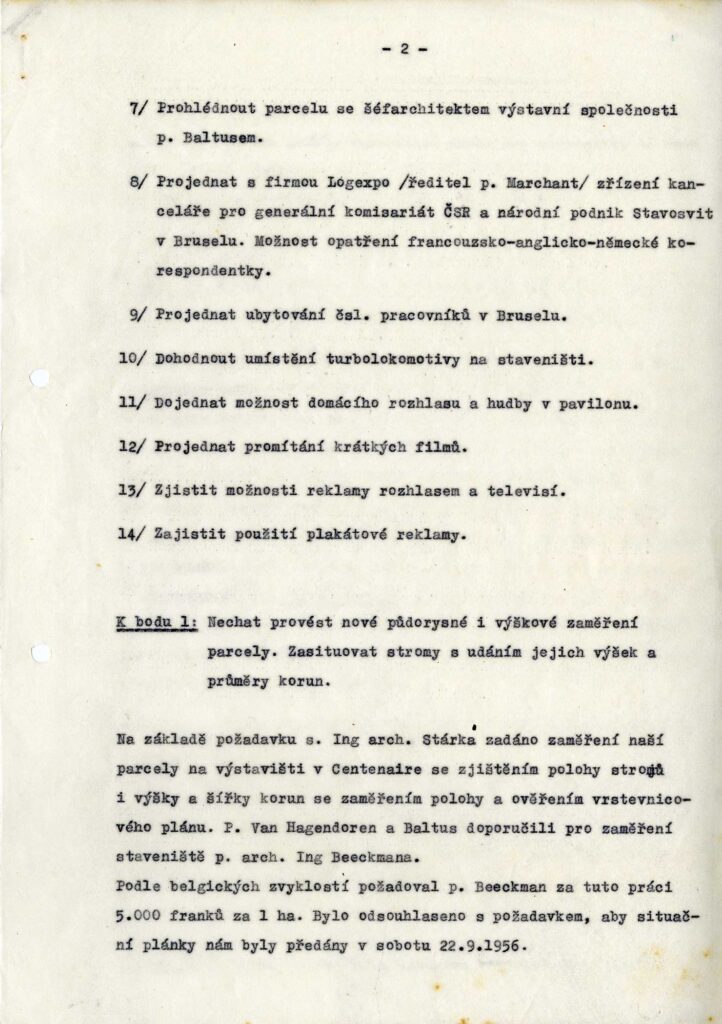 - 2 -
7/ Prohlédnout parcelu se šéfarchitektem výstavní společnosti
p. Baltusem.
8/ Projednat s firmou Logexpo /ředitel p. Marchant/ zřízení kan-
celáře pro generální komisariát ČSR a národní podnik Stavosvit
v Bruselu. Možnost opatření francouzsko-anglicko-německé ko-
respondentky.
9/ Projednat ubytování čsl. pracovníků v Bruselu.
10/ Dohodnout umístění turbolokomotivy na staveništi.
11/ Dojednat možnost domácího rozhlasu a hudby v pavilonu.
12/ Projednat promítání krátkých filmů.
13/ Zjistit možnosti reklamy rozhlasem a televisí.
14/ Zajistit použití plakátové reklamy.
K bodu 1: Nechat provést nové půdorysné i výškové zaměření
parcely. Zasituovat stromy s udáním jejich výšek a
průměry korun.
Na základě požadavku s. Ing arch. Stárká zadáno zaměření naší
parcely na výstavišti v Centenaire se zjištěním polohy stromů
i výšky a šířky korun se zaměřením polohy a ověřením vrstevnico-
vého plánu. P. Van Hagendoren a Baltus doporučili pro zaměření
staveniště p. arch. Ing Beeckmana.
Podle belgických zvyklostí požadoval p. Beeckman za tuto práci
5.000 franků za 1 ha. Bylo odsouhlaseno s požadavkem, aby situač-
ní plánky nám byly předány v sobotu 22.9.1956.